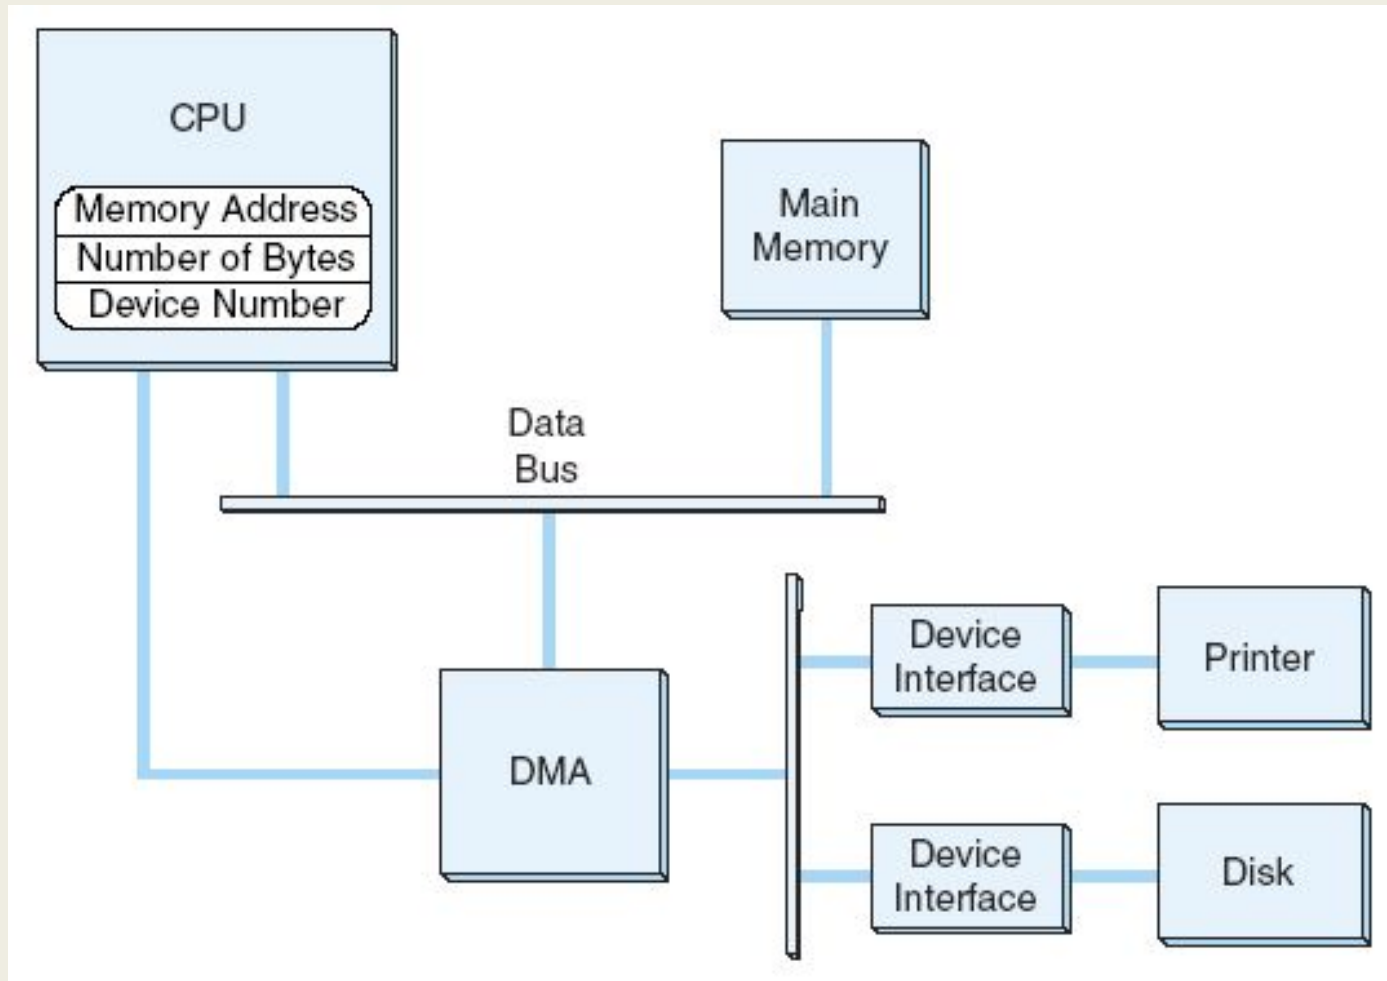 CPU
Memory Address
Number of Bytes
Device Number
Main
Memory
Data
Bus
DMA
Device
Interface
Printer
Device
Interface
Disk